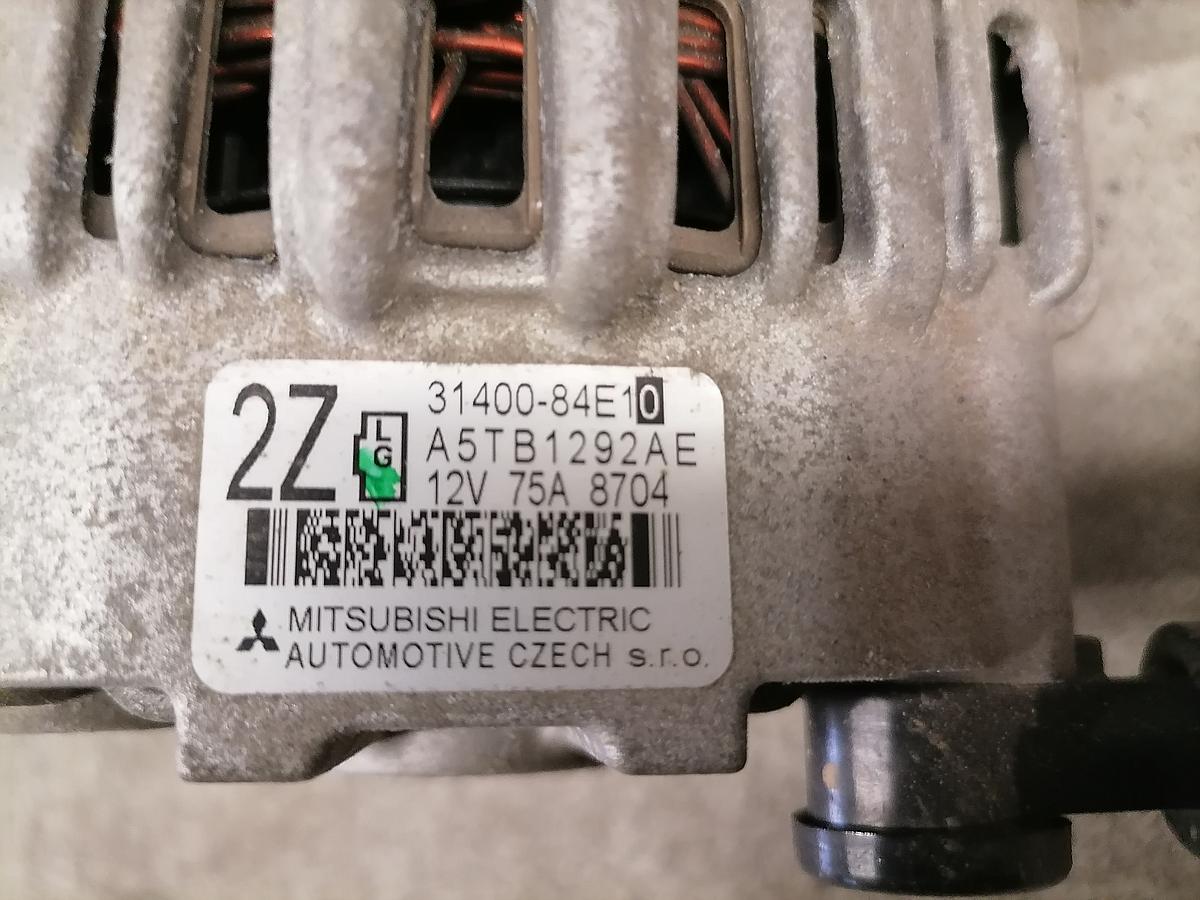 2Z
L
G
31400-84E10
A5TB1292AE
12V 75A 8704
MITSUBISHI ELECTRIC
AUTOMOTIVE CZECH s.r.o.